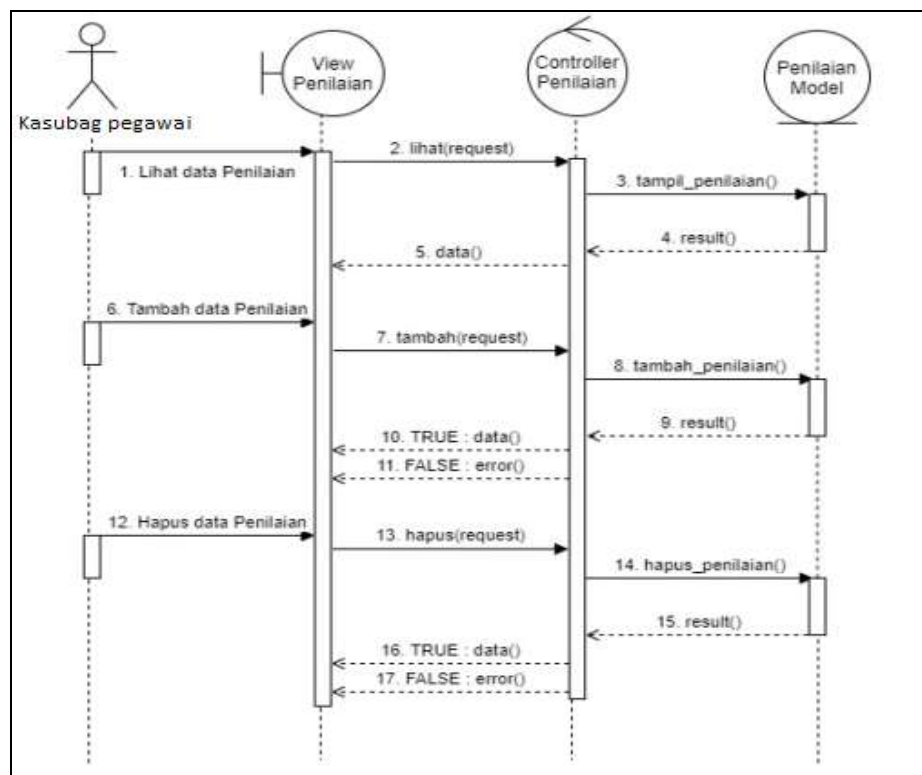 View
Penilaian
Controller
Penilaian
Penilaian
Model
Kasubag pegawai
1. Lihat data Penilaian
2. lihat(request)
3. tampil_penilaian()
4. result()
5. data()
6. Tambah data Penilaian
7. tambah(request)
8. tambah_penilaian()
9. result()
10. TRUE : data()
11. FALSE : error()
12. Hapus data Penilaian
13. hapus(request)
14. hapus_penilaian()
15. result()
16. TRUE : data()
17. FALSE : error()